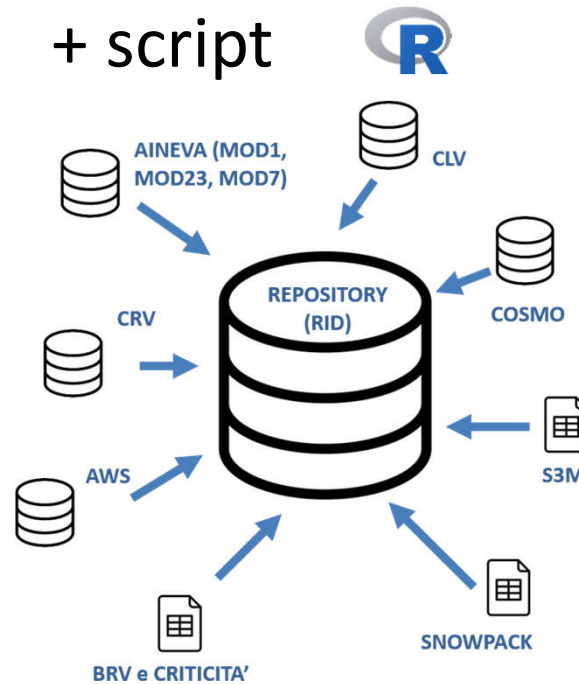 + script
R
AINEVA (MOD1,
MOD23, MOD7)
CLV
REPOSITORY
(RID)
COSMO
CRV
AWS
S3M
SNOWPACK
BRV e CRITICITA’